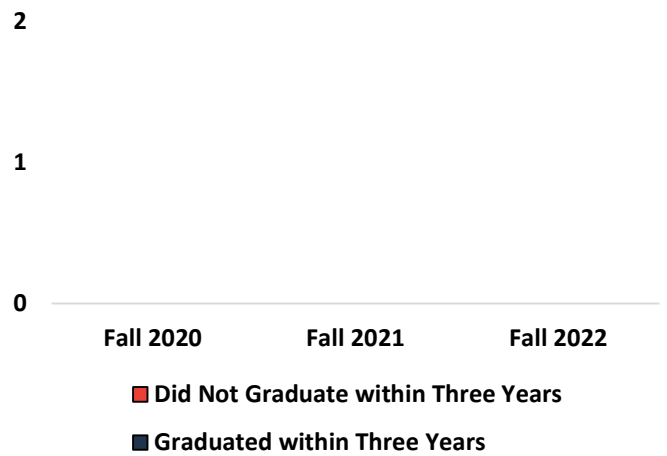 2
1
0
Fall 2020 Fall 2021 Fall 2022
Did Not Graduate within Three Years
Graduated within Three Years